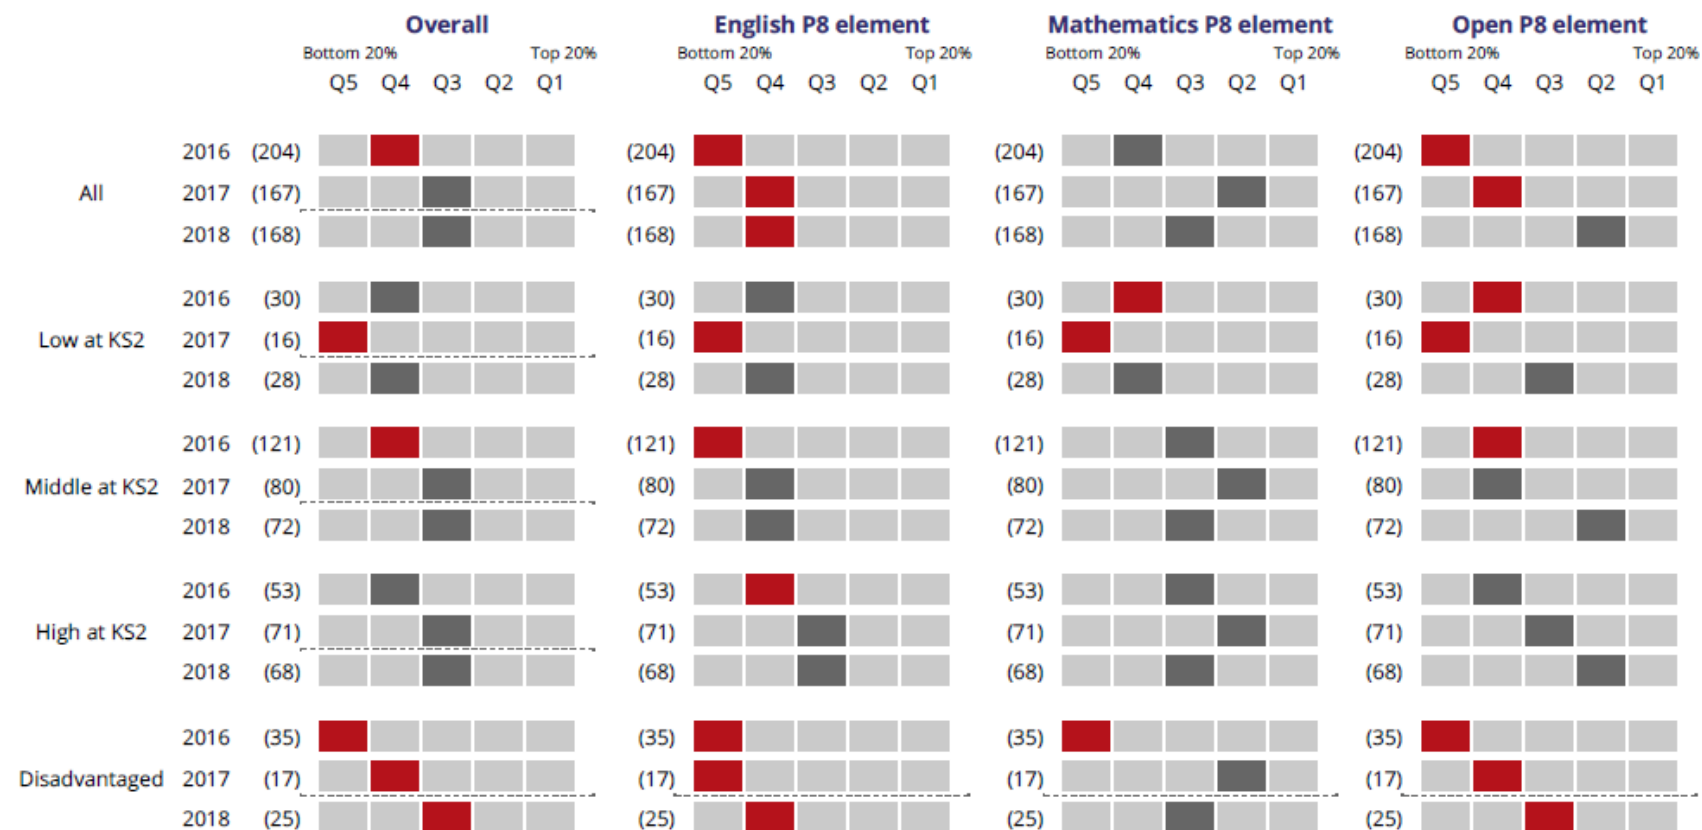 Overall English P8 element Mathematics P8 element Open P8 element
Bottom 20% Top 20% Bottom 20% Top 20% Bottom 20% Top 20% Bottom 20% Top 20%
Q5 Q4 Q3 Q2 Q1 Q5 Q4 Q3 Q2 Q1 Q5 Q4 Q3 Q2 Q1 Q5 Q4 Q3 Q2 Q1
2016 (204) (204) (204) (204)
All 2017 (167) (167) (167) (167)
2018 (168) (168) (168) (168)
2016 (30) (30) (30) (30)
Low at KS2 2017 (16) (16) (16) (16)
2018 (28) (28) (28) (28)
2016 (121) (121) (121) (121)
Middle at KS2 2017 (80) (80) (80) (80)
2018 (72) (72) (72) (72)
2016 (53) (53) (53) (53)
High at KS2 2017 (71) (71) (71) (71)
2018 (68) (68) (68) (68)
2016 (35) (35) (35) (35)
Disadvantaged 2017 (17) (17) (17) (17)
2018 (25) (25) (25) (25)